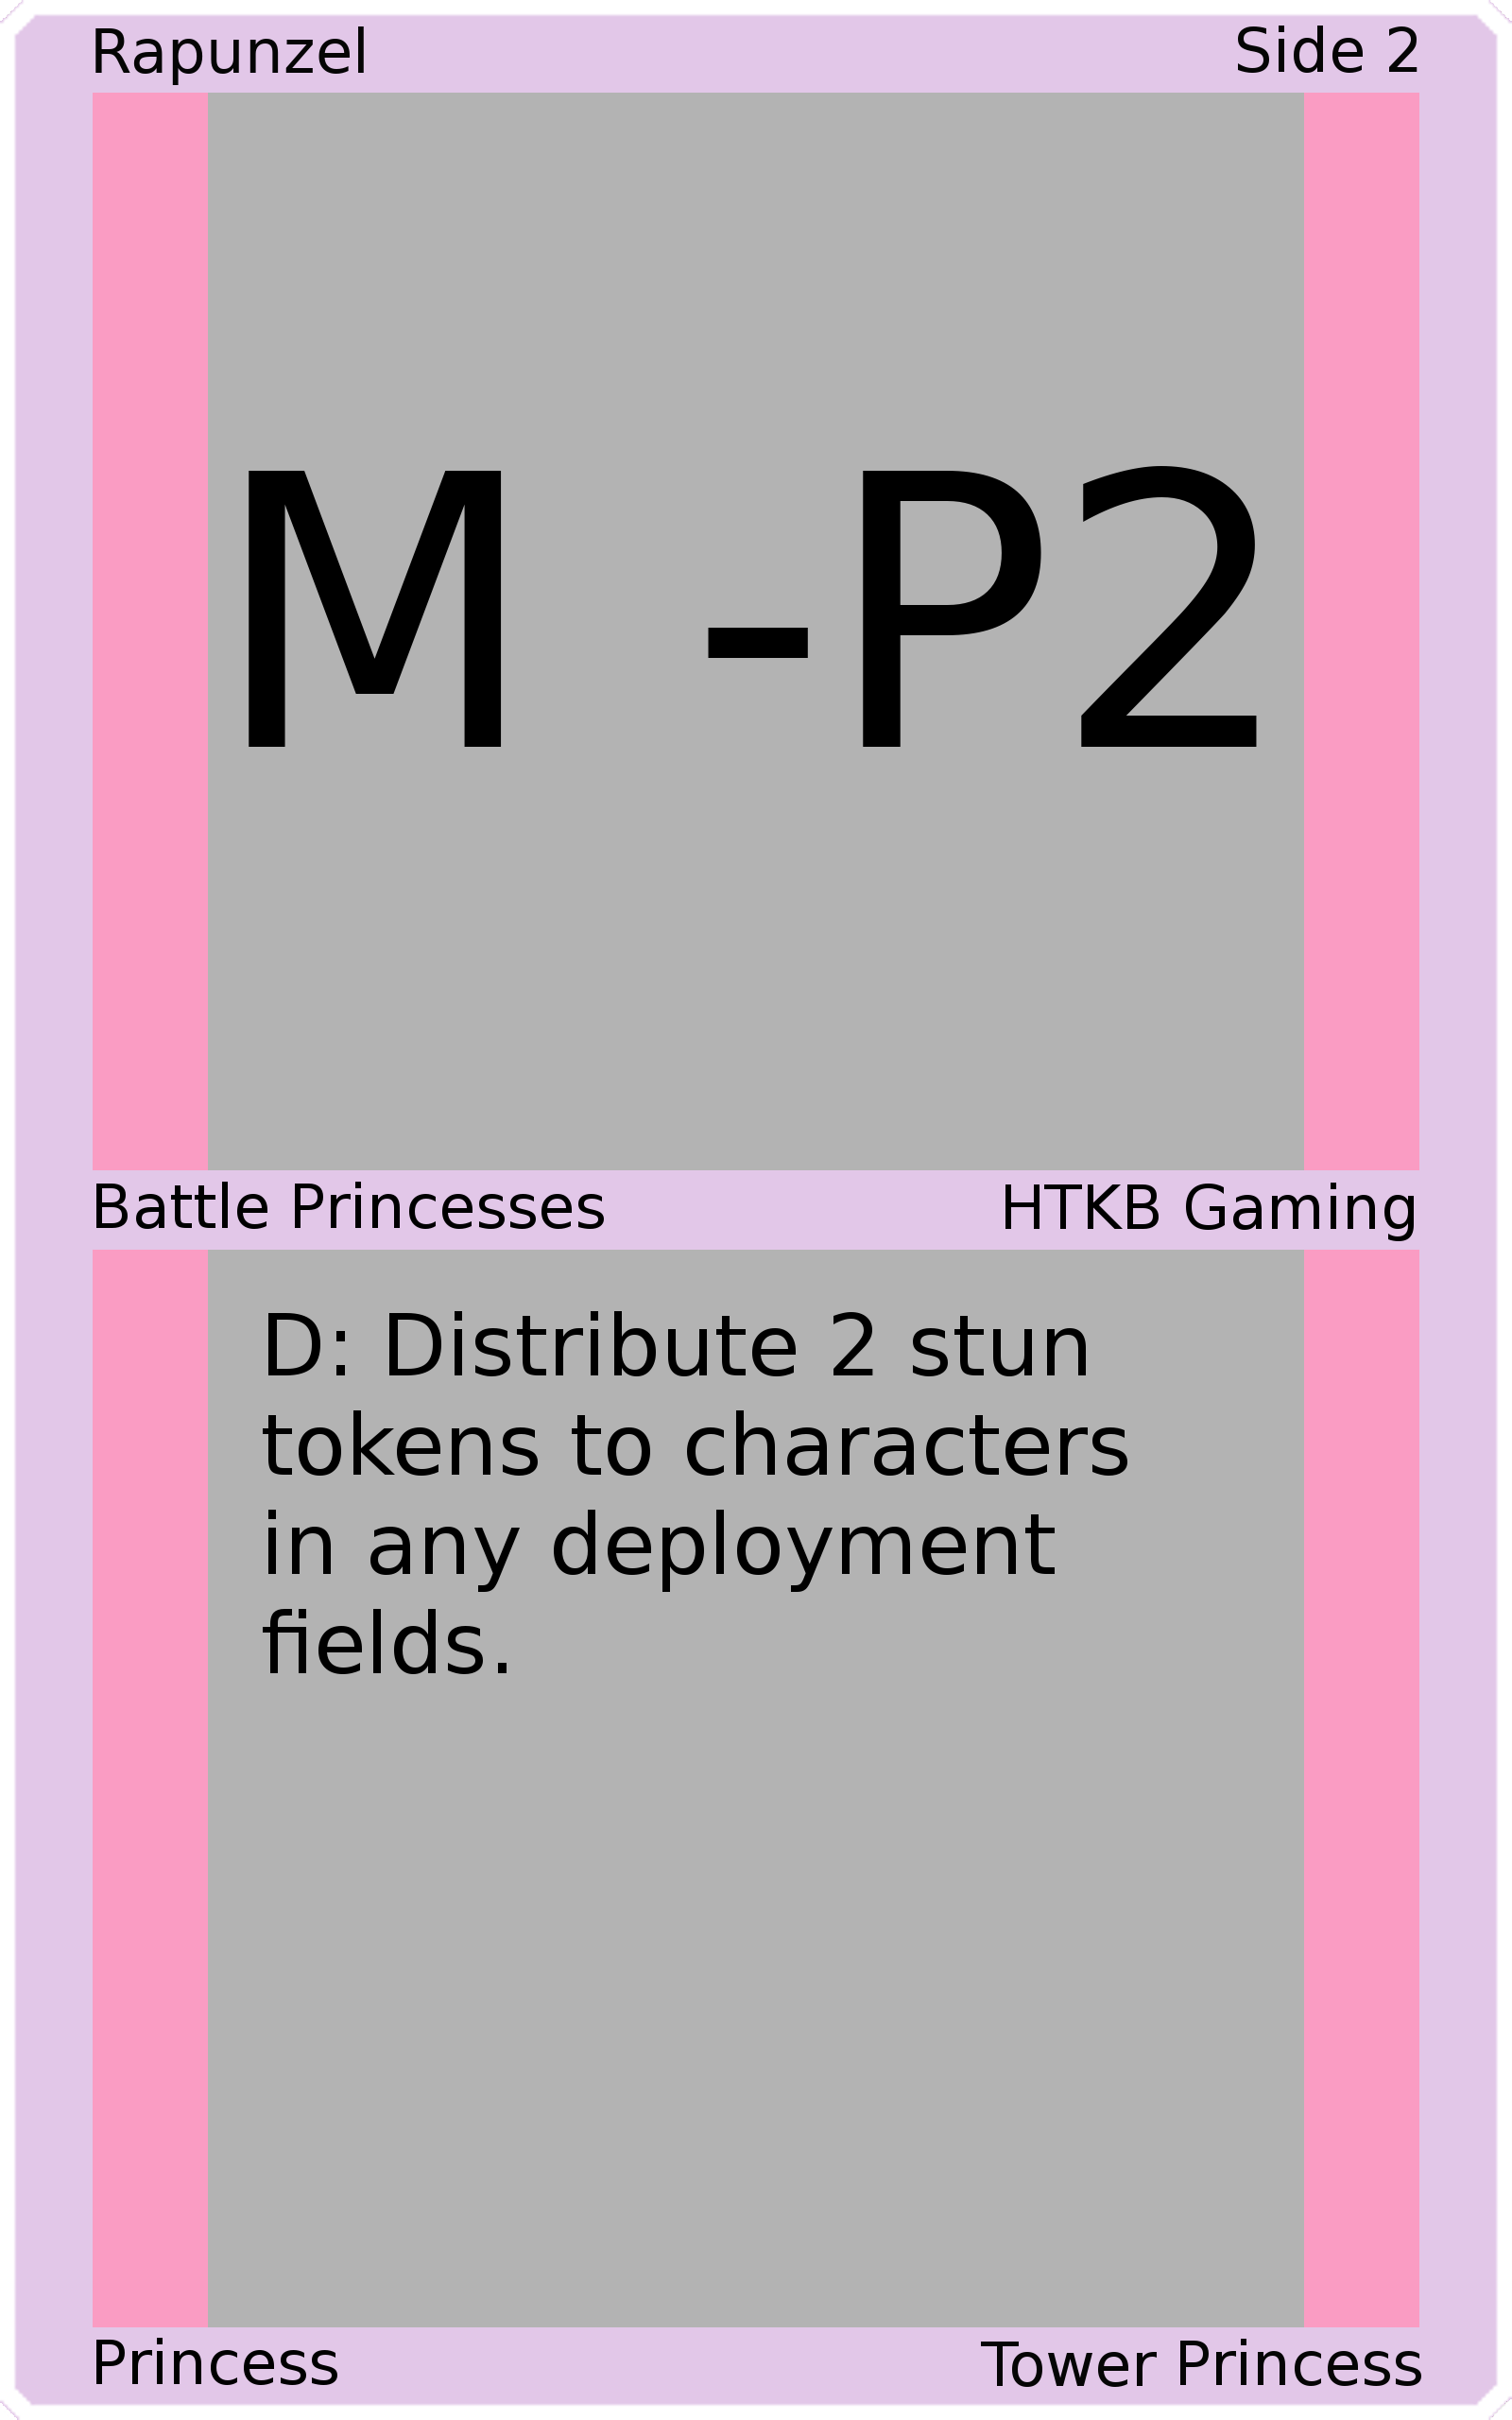 Rapunzel Side 2
M -P2
Battle Princesses HTKB Gaming
D: Distribute 2 stun
tokens to characters
in any deployment
fields.
Princess Tower Princess